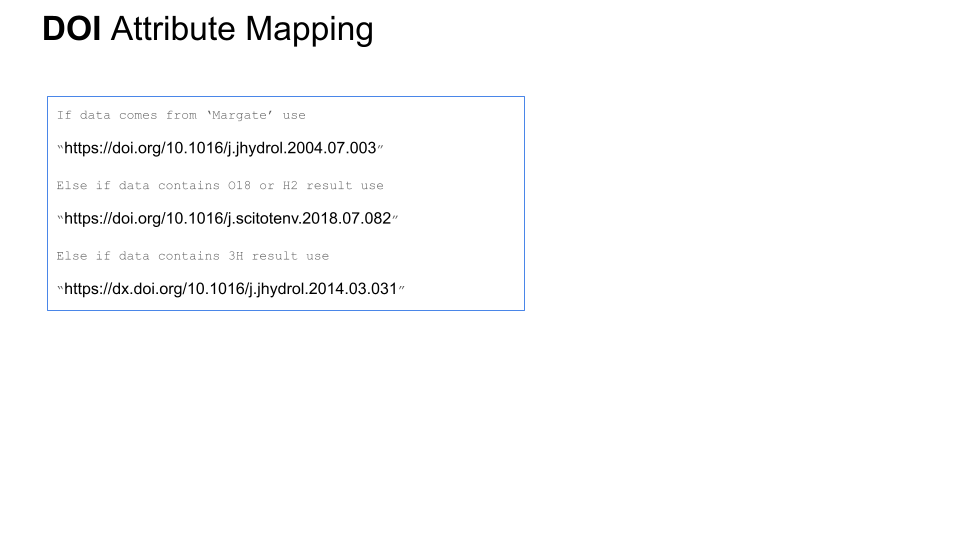 DOI Attribute Mapping
If data comes from ‘Margate’ use
“https://doi.org/10.1016/j.jhydrol.2004.07.003”
Else if data contains O18 or H2 result use
“https://doi.org/10.1016/j.scitotenv.2018.07.082”
Else if data contains 3H result use
“https://dx.doi.org/10.1016/j.jhydrol.2014.03.031”